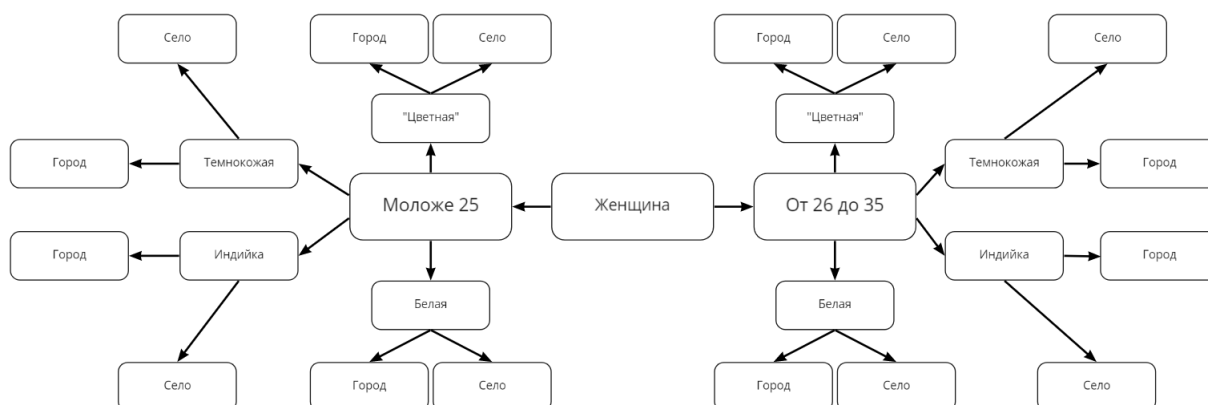 Село
Город
Село
Город
Село
Село
"Цветная"
"Цветная"
Город
Темнокожая
Темнокожая
Город
Моложе 25
Женщина
От 26 до 35
Город
Индийка
Индийка
Город
Белая
Белая
Село
Город
Село
Город
Село
Село